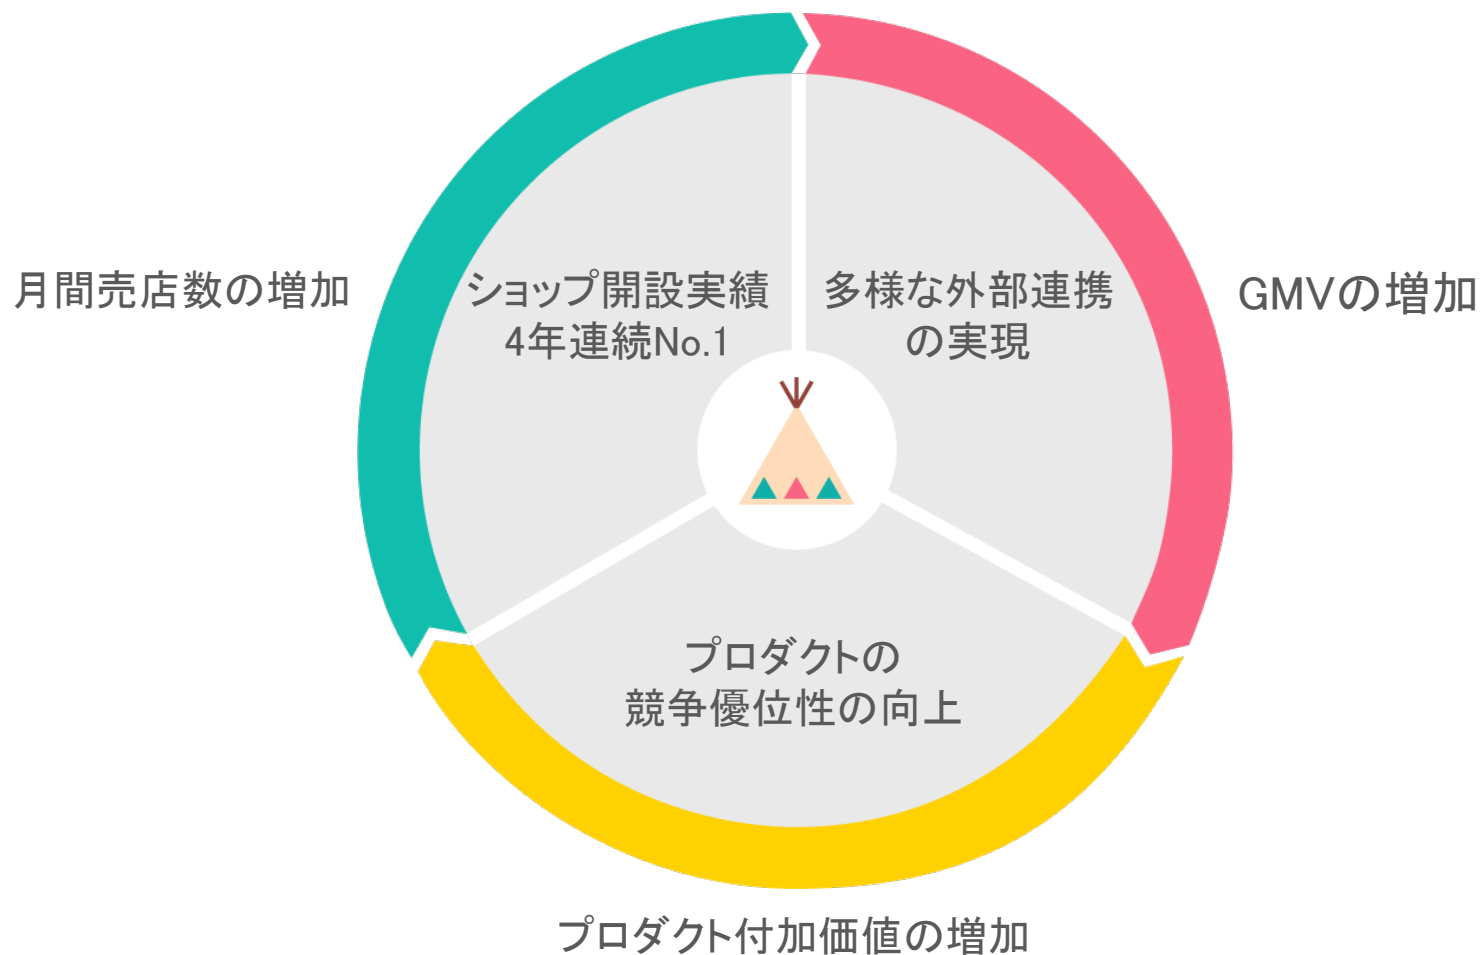 月間売店数の増加
ショップ開設実績
4年連続No.1
多様な外部連携
の実現
GMVの増加
プロダクトの
競争優位性の向上
プロダクト付加価値の増加